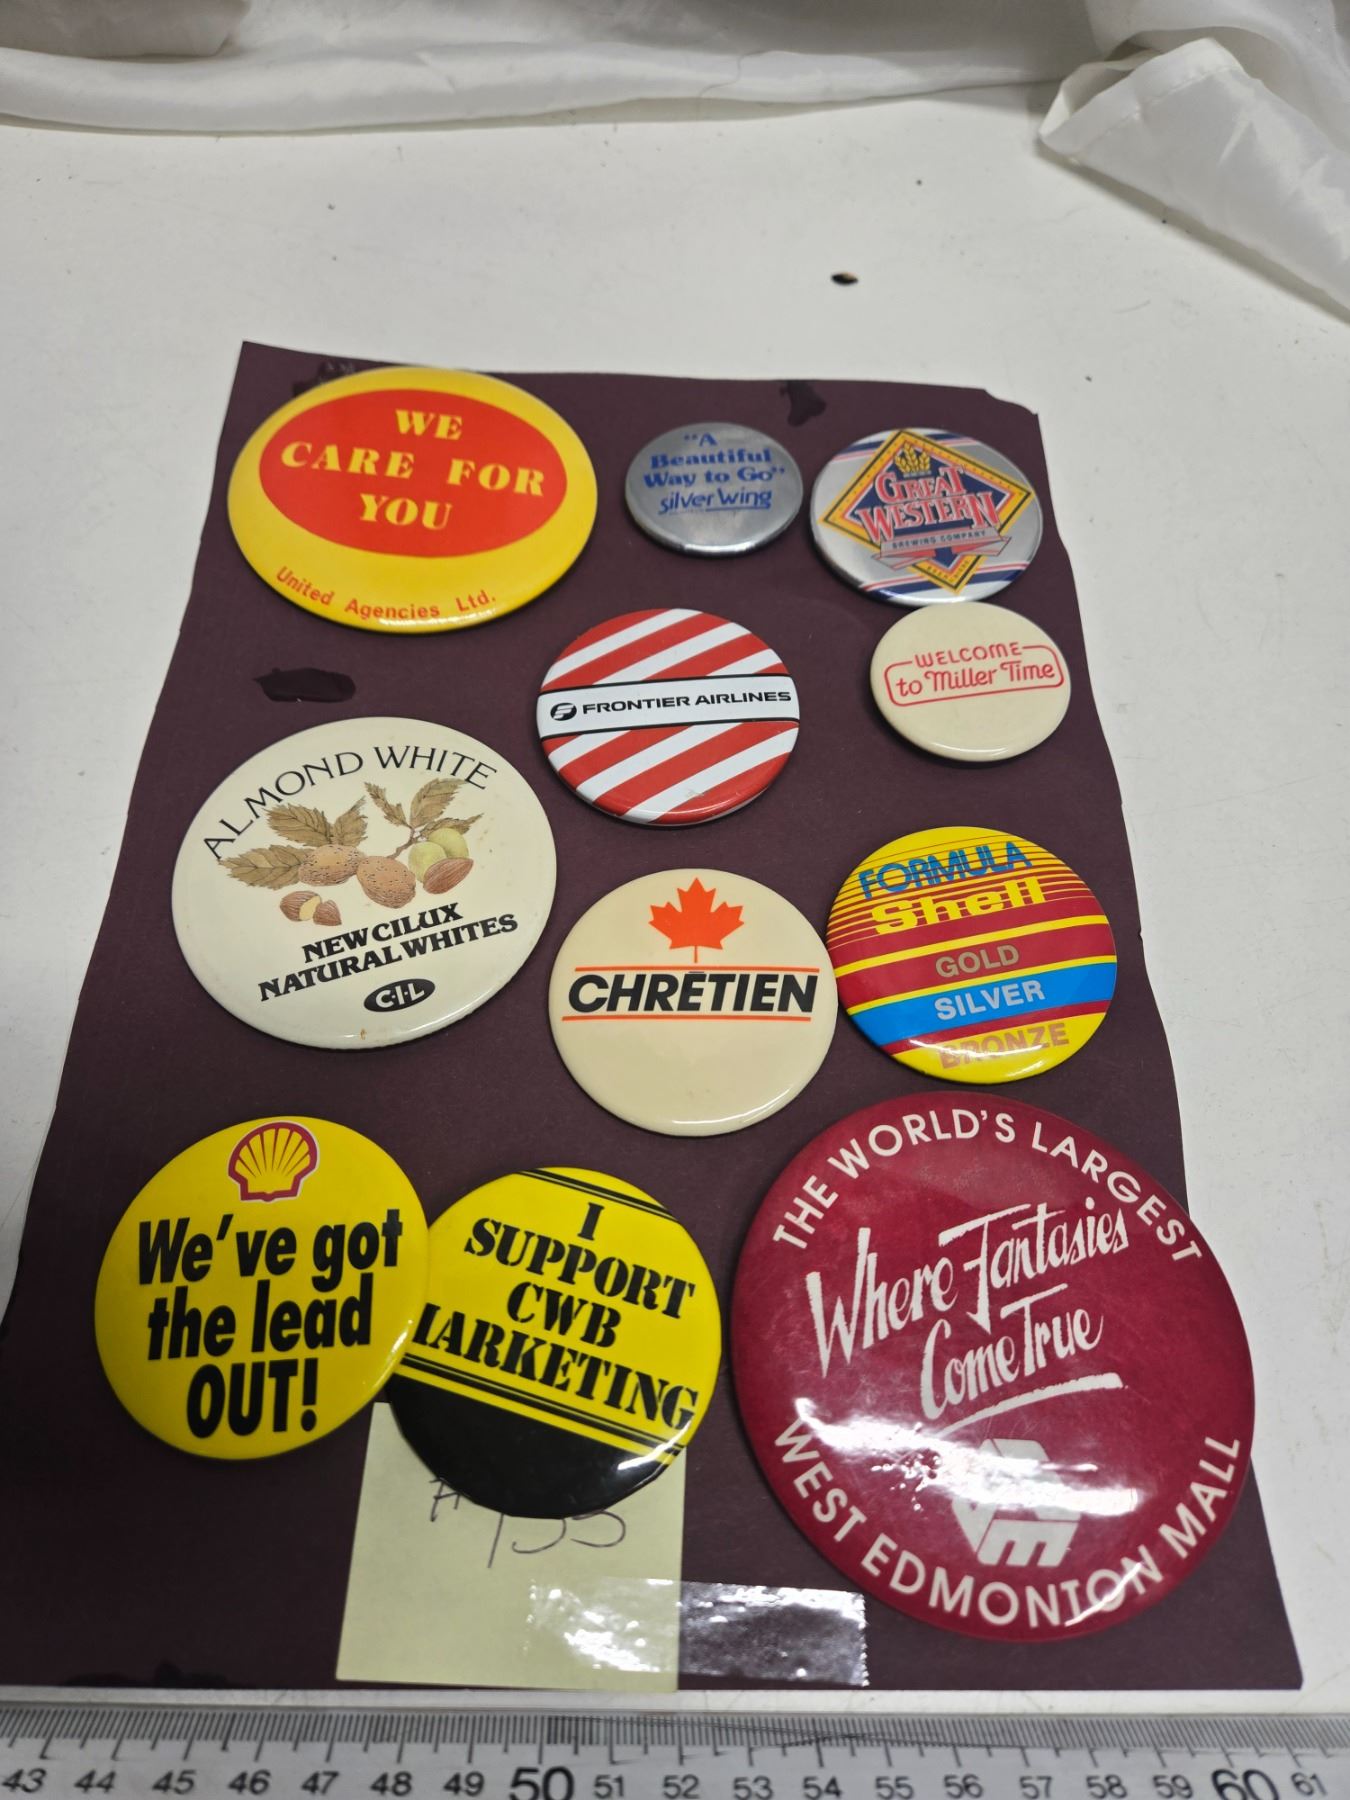 WE
CARE FOR
YOU
United Agencies Ltd.
"A
Beautiful
Way to Go"
silver wing
GREAT
WESTERN
BREWING COMPANY
FRONTIER AIRLINES
WELCOME
to Miller Time
ALMOND WHITE
NEW CILUX
NATURAL WHITES
C·I·L
CHRĒTIEN
FORMULA
Shell
GOLD
SILVER
BRONZE
We've got
the lead
OUT!
I
SUPPORT
CWB
MARKETING
THE WORLD'S LARGEST
Where Fantasies
Come True
WEST EDMONTON MALL
43 44 45 46 47 48 49 50 51 52 53 54 55 56 57 58 59 60 61